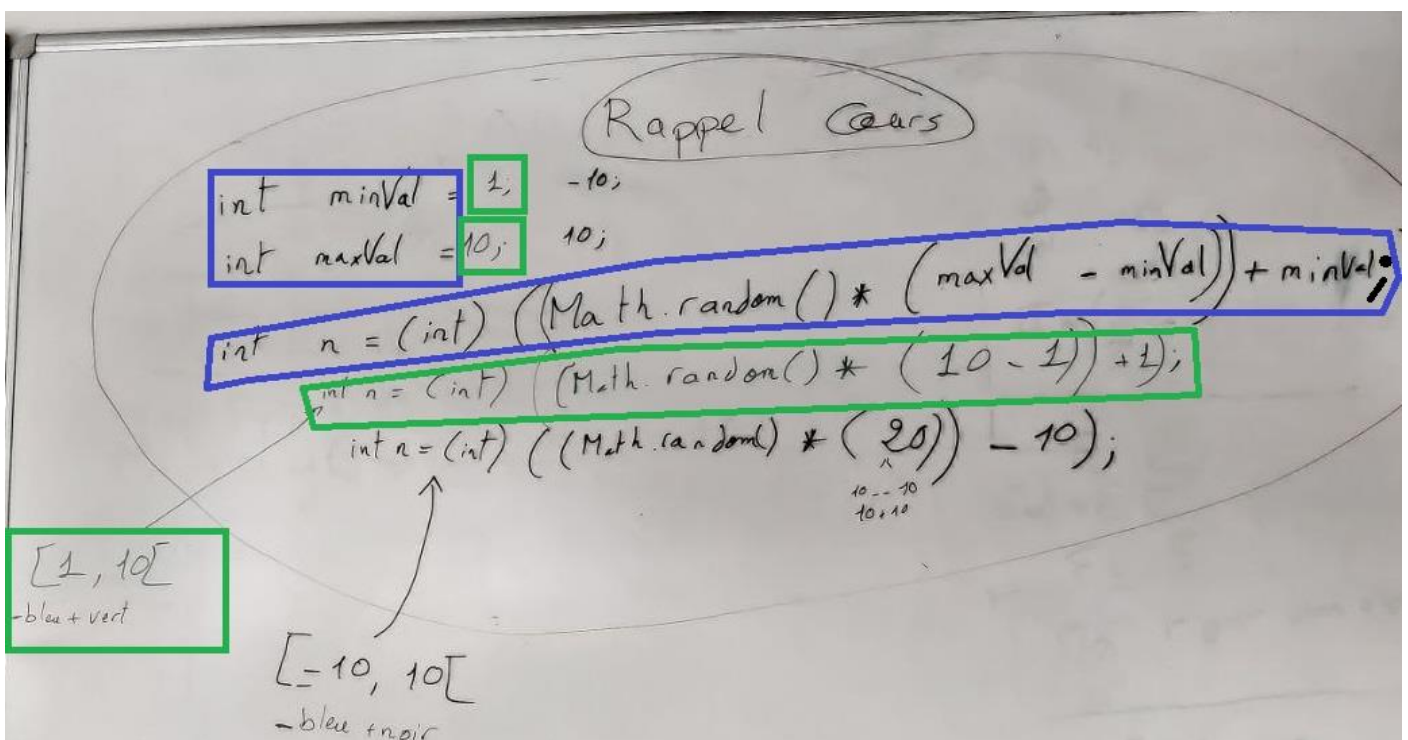 Rappel Cours
int minVal = 1; -10;
int maxVal = 10; 10;
int n = (int) ((Math.random() * (maxVal - minVal)) + minVal;
int n = (int) ((Math.random() * (10 - 1)) + 1);
int n = (int) ((Math.random() * (20)) - 10);
10 -- 10
10+10
[1, 10[
-bleu + vert
[-10, 10[
-bleu + noir